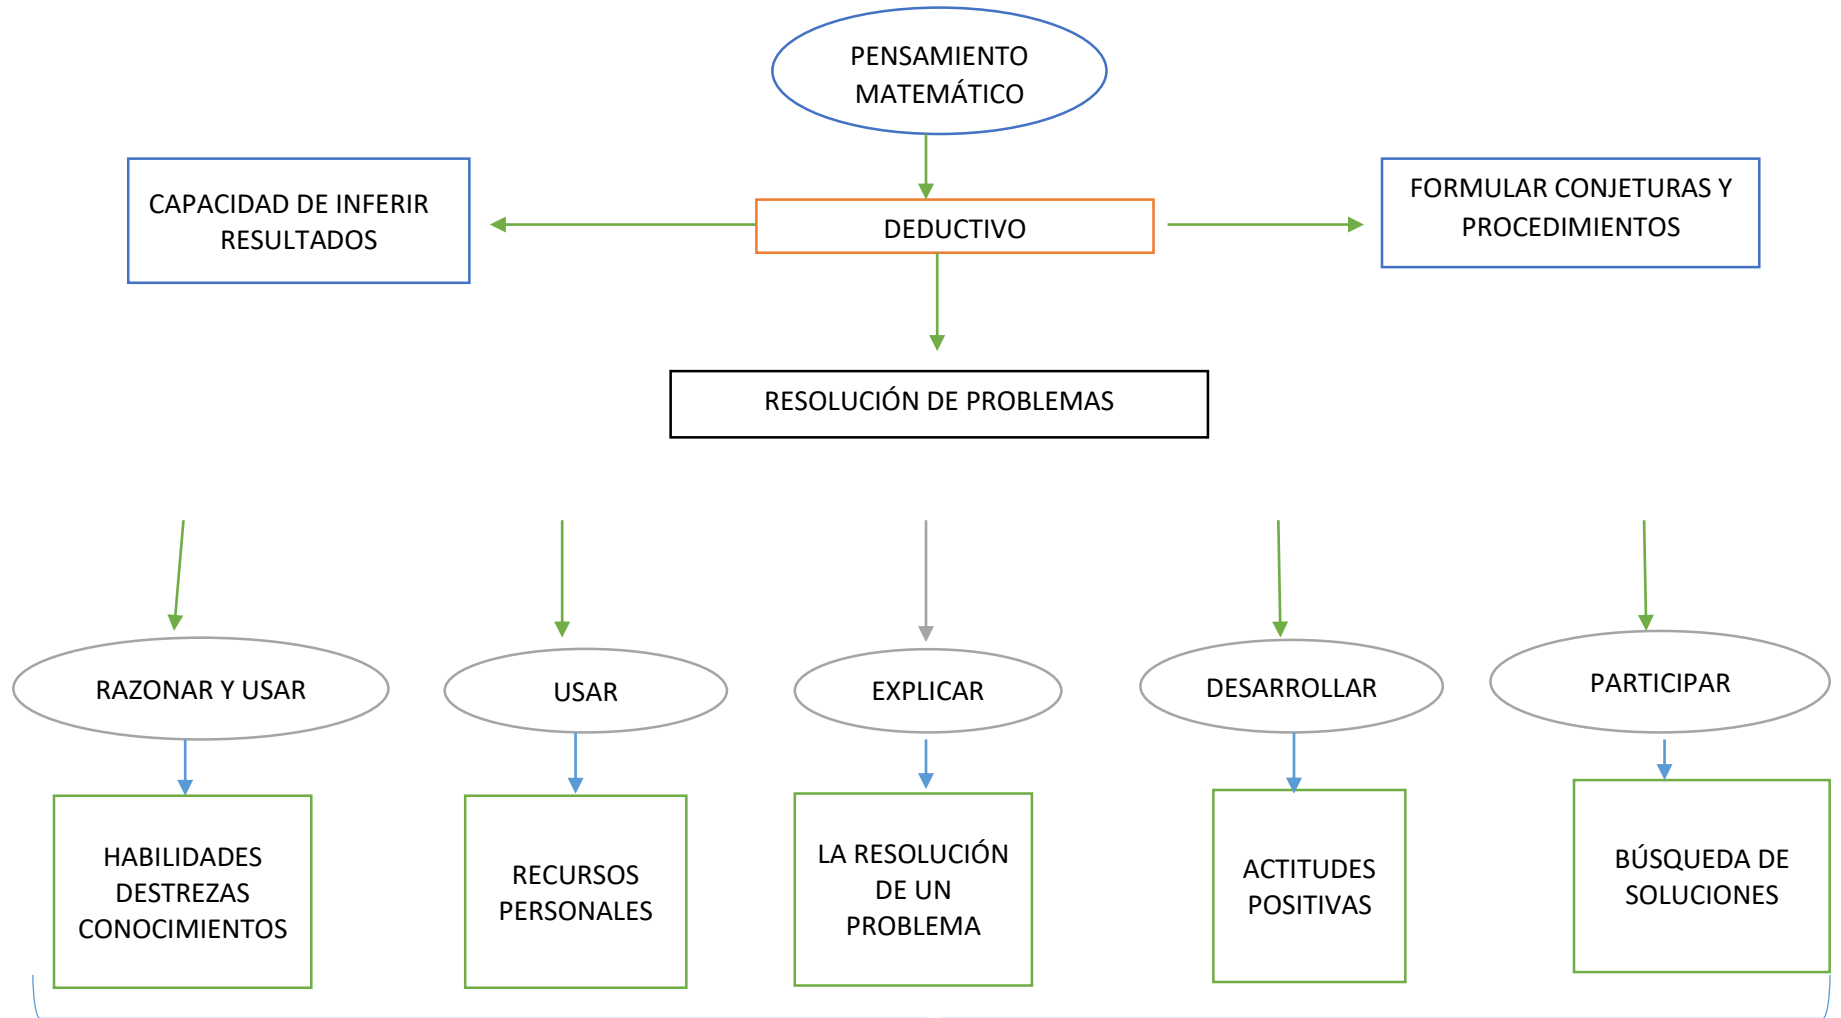 PENSAMIENTO
MATEMÁTICO
CAPACIDAD DE INFERIR
RESULTADOS
DEDUCTIVO
FORMULAR CONJETURAS Y
PROCEDIMIENTOS
RESOLUCIÓN DE PROBLEMAS
RAZONAR Y USAR
USAR
EXPLICAR
DESARROLLAR
PARTICIPAR
HABILIDADES
DESTREZAS
CONOCIMIENTOS
RECURSOS
PERSONALES
LA RESOLUCIÓN
DE UN
PROBLEMA
ACTITUDES
POSITIVAS
BÚSQUEDA DE
SOLUCIONES